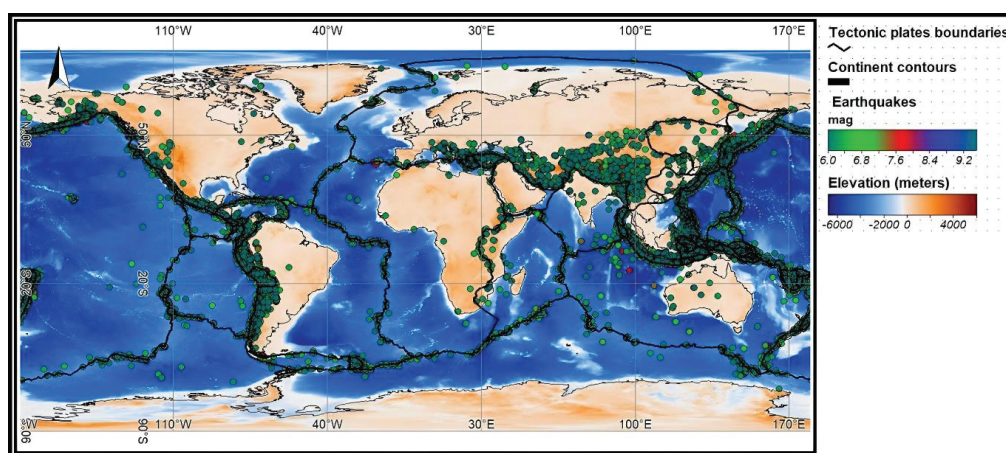 110°W 40°W 30°E 100°E 170°E
50°N
20°S
90°S
110°W 40°W 30°E 100°E 170°E
Tectonic plates boundaries
Continent contours
Earthquakes
mag
6.0 6.8 7.6 8.4 9.2
Elevation (meters)
-6000 -2000 0 4000